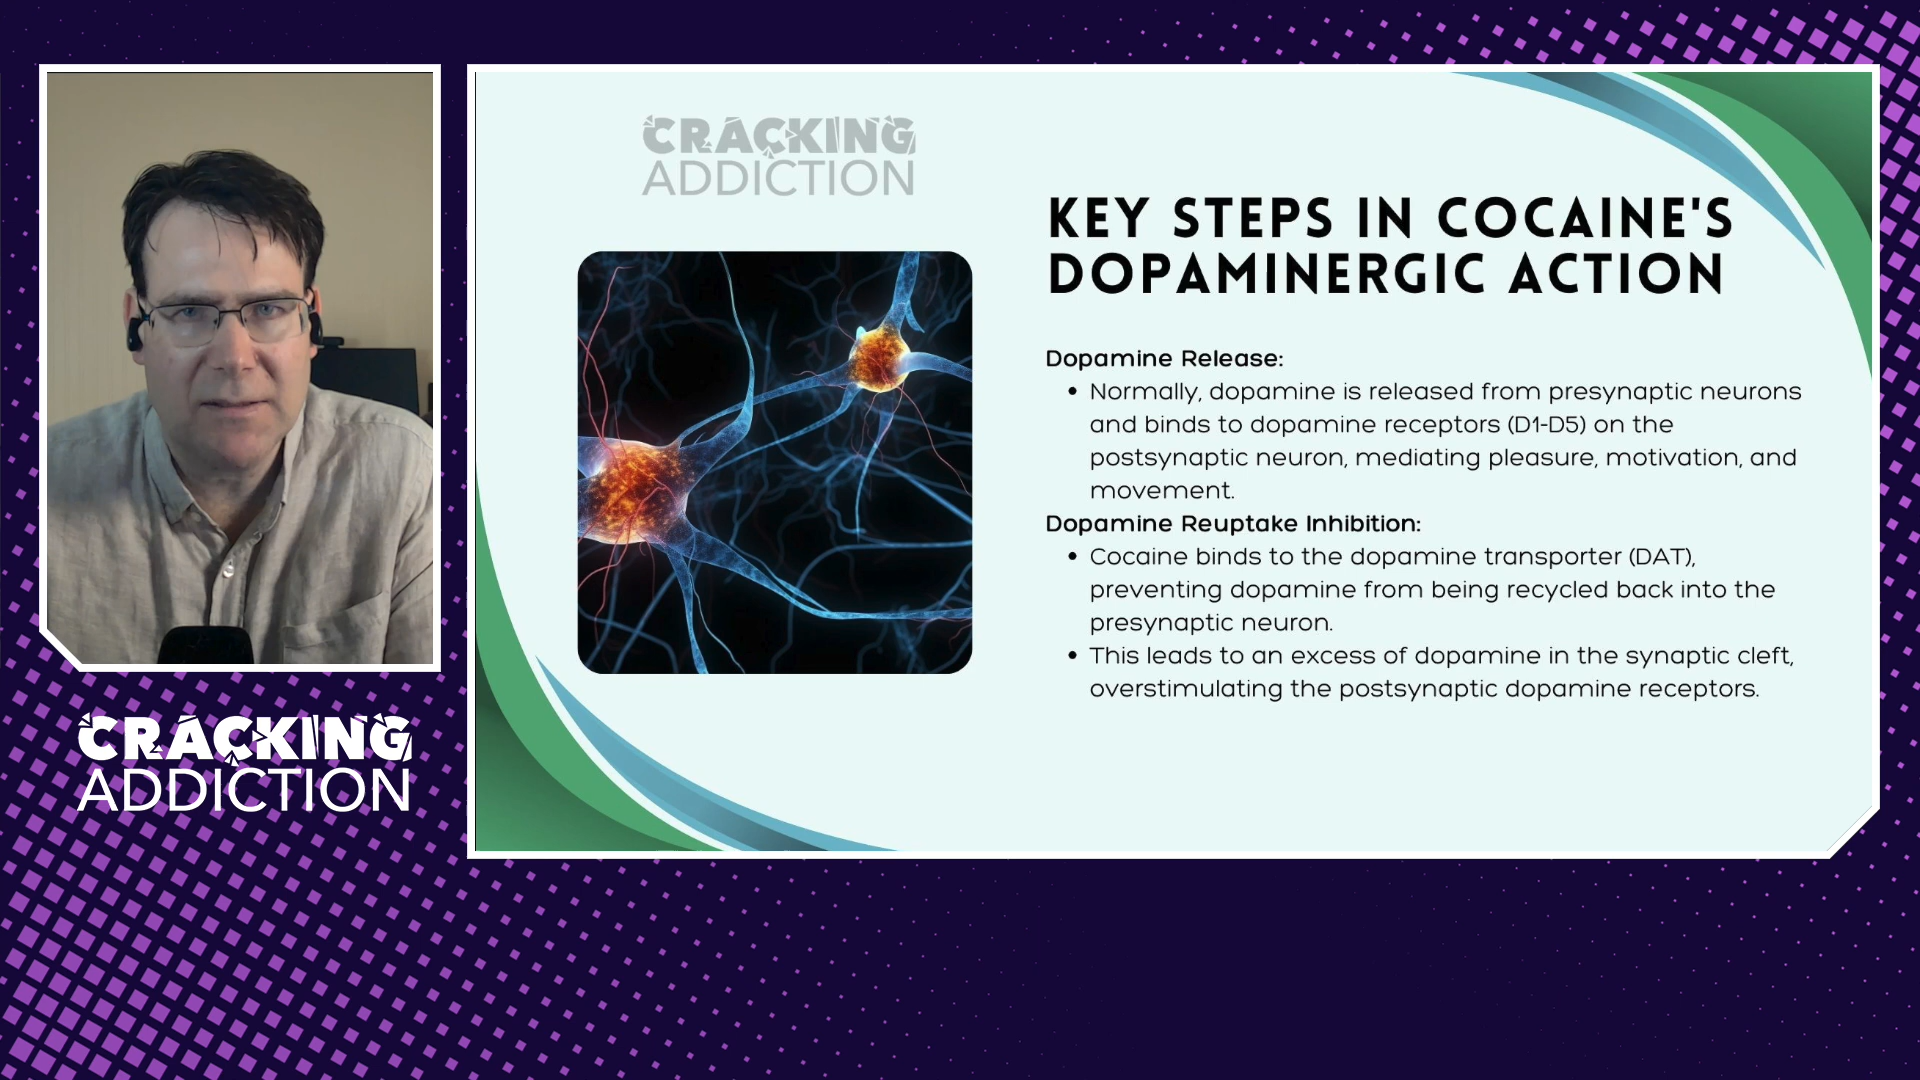 CRACKING
ADDICTION
KEY STEPS IN COCAINE'S
DOPAMINERGIC ACTION
Dopamine Release:
• Normally, dopamine is released from presynaptic neurons
and binds to dopamine receptors (D1-D5) on the
postsynaptic neuron, mediating pleasure, motivation, and
movement.
Dopamine Reuptake Inhibition:
• Cocaine binds to the dopamine transporter (DAT),
preventing dopamine from being recycled back into the
presynaptic neuron.
• This leads to an excess of dopamine in the synaptic cleft,
overstimulating the postsynaptic dopamine receptors.
CRACKING
ADDICTION